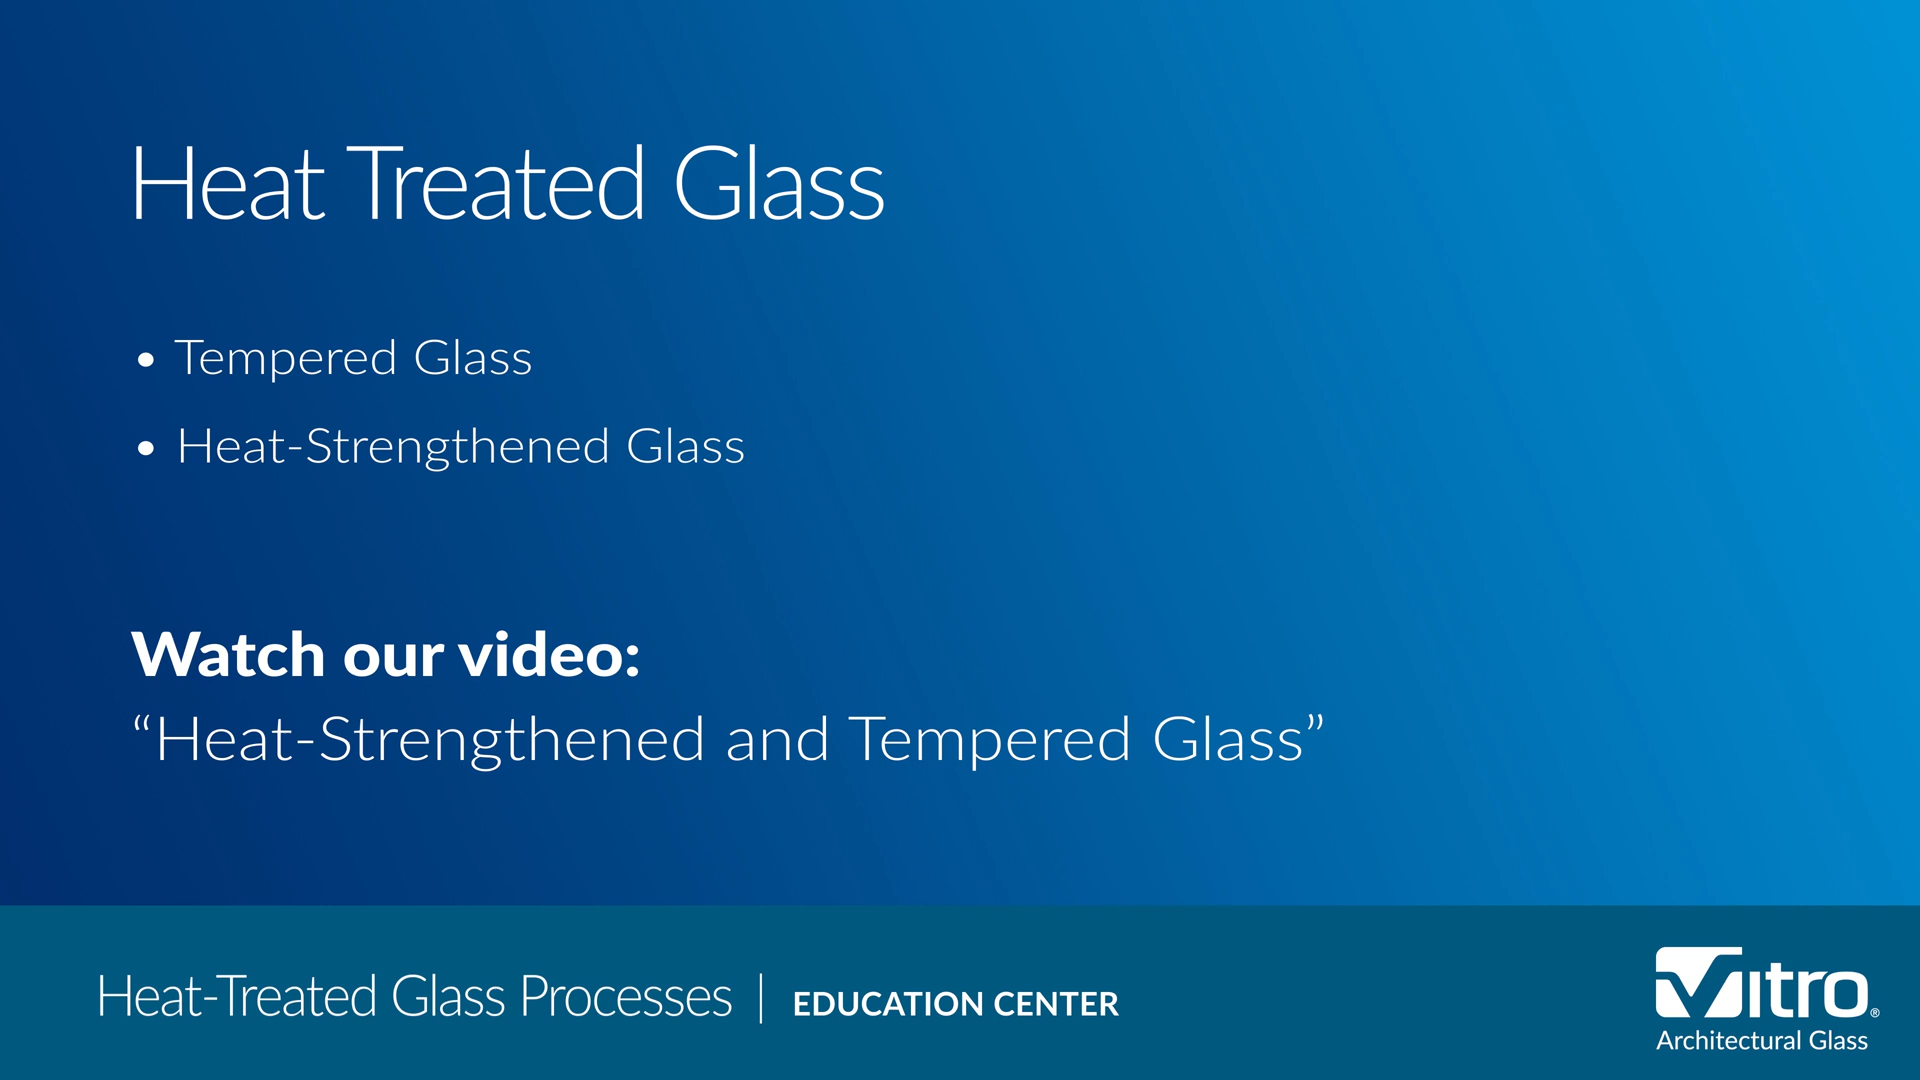 Heat Treated Glass
• Tempered Glass
• Heat-Strengthened Glass
Watch our video:
“Heat-Strengthened and Tempered Glass”
Heat-Treated Glass Processes | EDUCATION CENTER
Vitro®
Architectural Glass